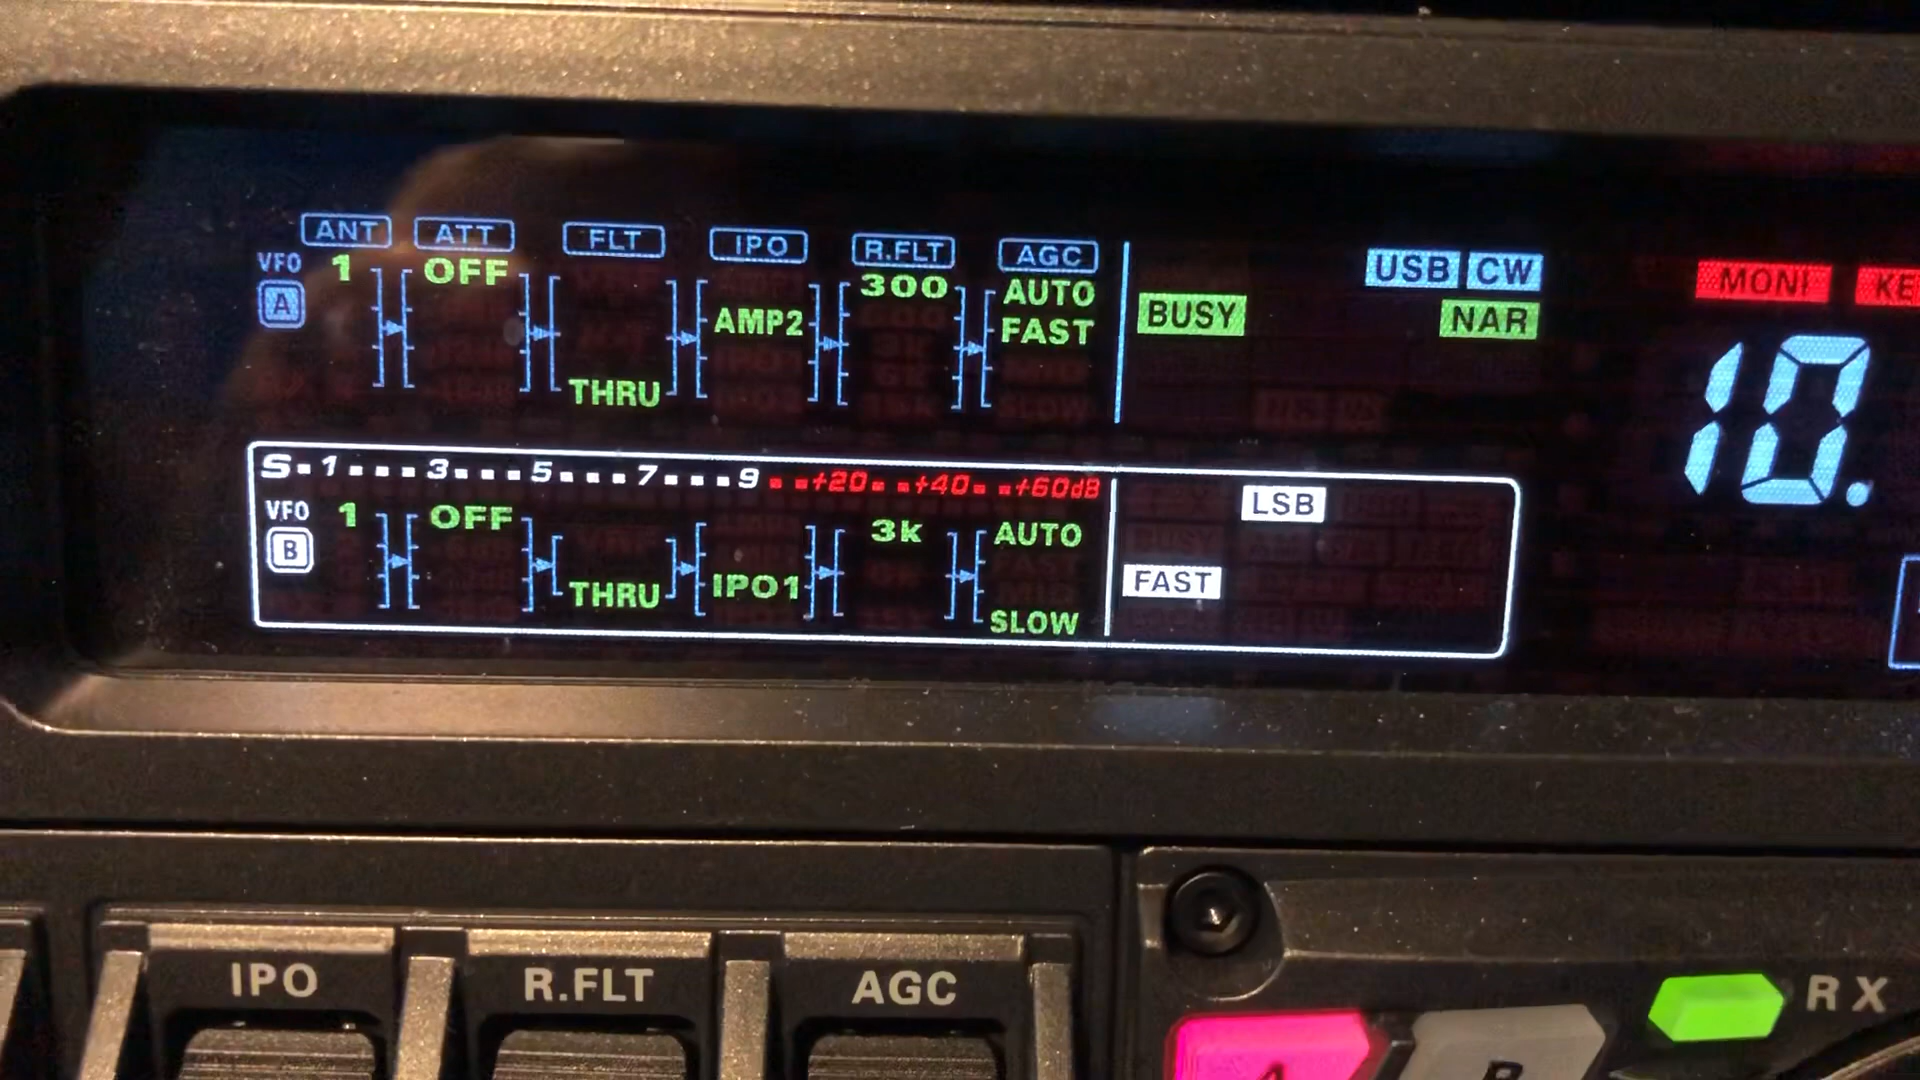 ANT ATT FLT IPO R.FLT AGC
VFO A 1 OFF THRU AMP2 300 AUTO FAST
BUSY USB CW NAR
MONI
10.
S 1 3 5 7 9 +20 +40 +60dB
VFO B 1 OFF THRU IPO1 3k AUTO SLOW
LSB
FAST
IPO R.FLT AGC
RX
A B